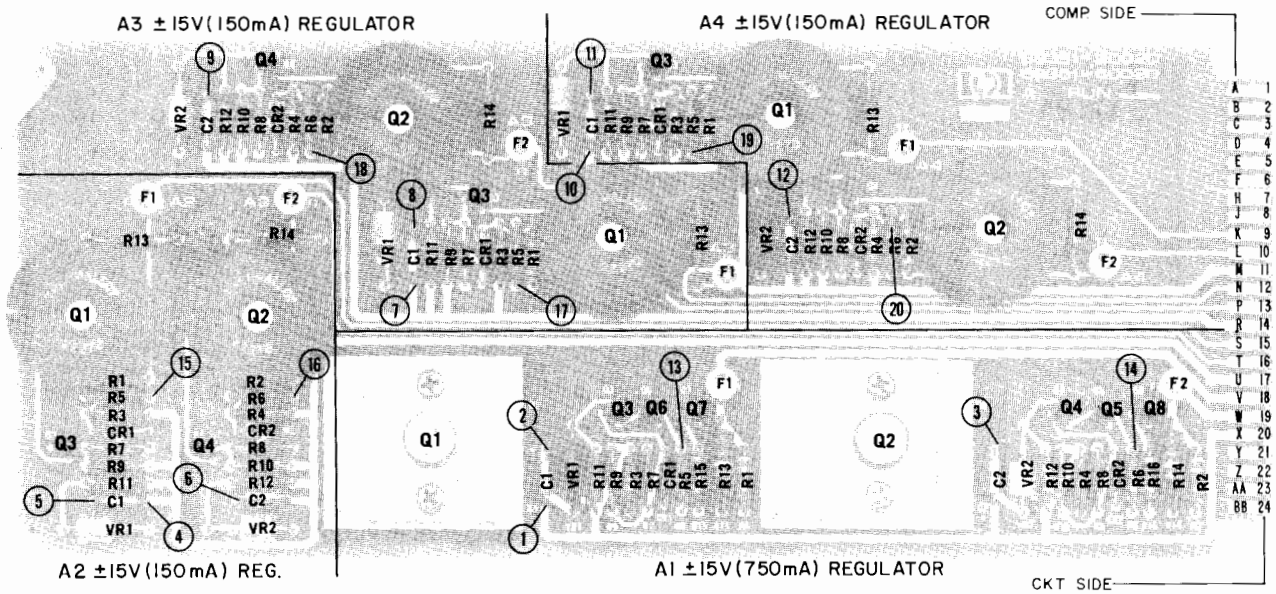 A3 ±15V(150mA) REGULATOR
A4 ±15V(150mA) REGULATOR
COMP. SIDE
9 Q4
VR2 C2 R12 R10 R8 CR2 R4 R6 R2
18
Q2
R14
F2
11 Q3
VR1 C1 R11 R9 R7 CR1 R3 R5 R1
10
19
Q1
R13
F1
8 Q3
VR1 C1 R11 R8 R7 CR1 R3 R5 R1
7
17
Q1
R13
F1
12
VR2 C2 R12 R10 R8 CR2 R4 R6 R2
20
Q2
R14
F2
F1
F2
R13
R14
Q1
Q2
15
16
R1
R5
R3
CR1
R7
R9
R11
C1
VR1
Q3
R2
R6
R4
CR2
R8
R10
R12
C2
VR2
Q4
5
6
4
A2 ±15V(150mA) REG.
Q1
2
13
F1
Q3 Q6 Q7
C1 VR1 R11 R9 R3 R7 CR1 R5 R15 R13 R1
1
Q2
3
14
F2
Q4 Q5 Q8
C2 VR2 R12 R10 R4 R8 CR2 R6 R16 R14 R2
A1 ±15V(750mA) REGULATOR
A 1
B 2
C 3
D 4
E 5
F 6
H 7
J 8
K 9
L 10
M 11
N 12
P 13
R 14
S 15
T 16
U 17
V 18
W 19
X 20
Y 21
Z 22
AA 23
BB 24
CKT SIDE